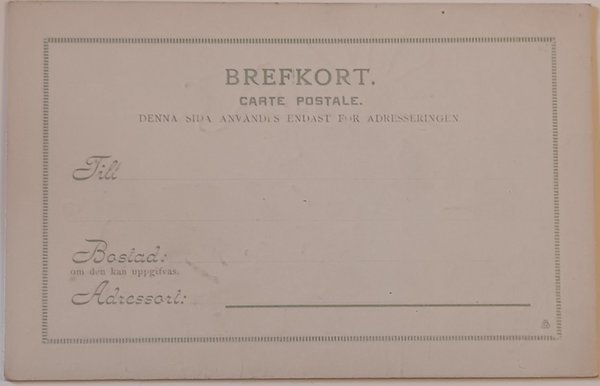 BREFKORT.
CARTE POSTALE.
DENNA SIDA ANVÄNDES ENDAST FÖR ADRESSERINGEN
Till
Bostad:
om den kan uppgifvas.
Adressort: